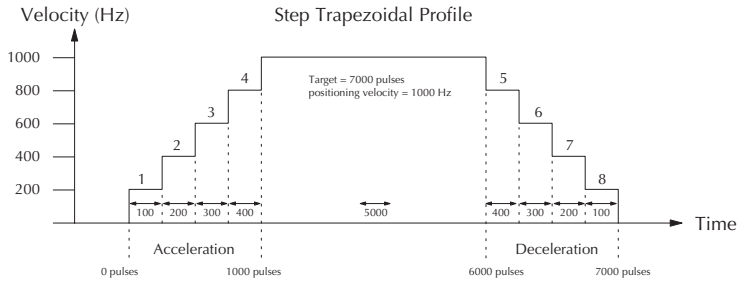 Velocity (Hz)
Step Trapezoidal Profile
1000
800
600
400
200
Target = 7000 pulses
positioning velocity = 1000 Hz
1
2
3
4
5
6
7
8
100
200
300
400
5000
400
300
200
100
Time
Acceleration
Deceleration
0 pulses
1000 pulses
6000 pulses
7000 pulses